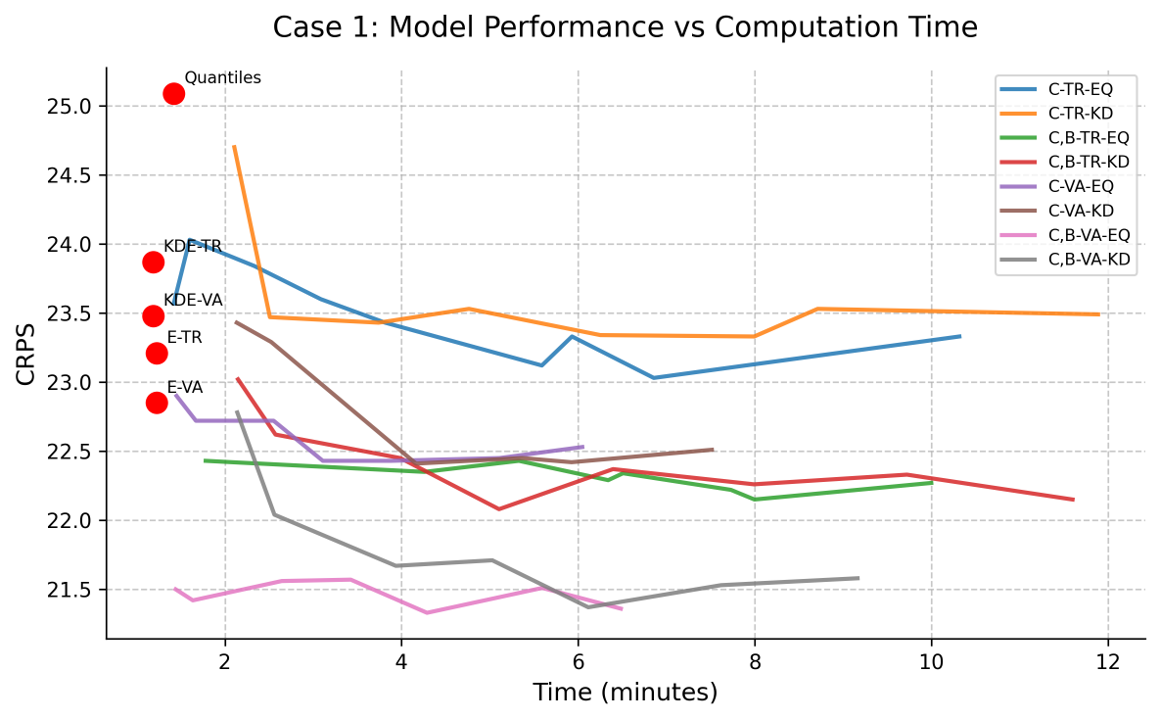 Case 1: Model Performance vs Computation Time
Quantiles
KDE-TR
KDE-VA
E-TR
E-VA
C-TR-EQ
C-TR-KD
C,B-TR-EQ
C,B-TR-KD
C-VA-EQ
C-VA-KD
C,B-VA-EQ
C,B-VA-KD
CRPS
25.0
24.5
24.0
23.5
23.0
22.5
22.0
21.5
2 4 6 8 10 12
Time (minutes)